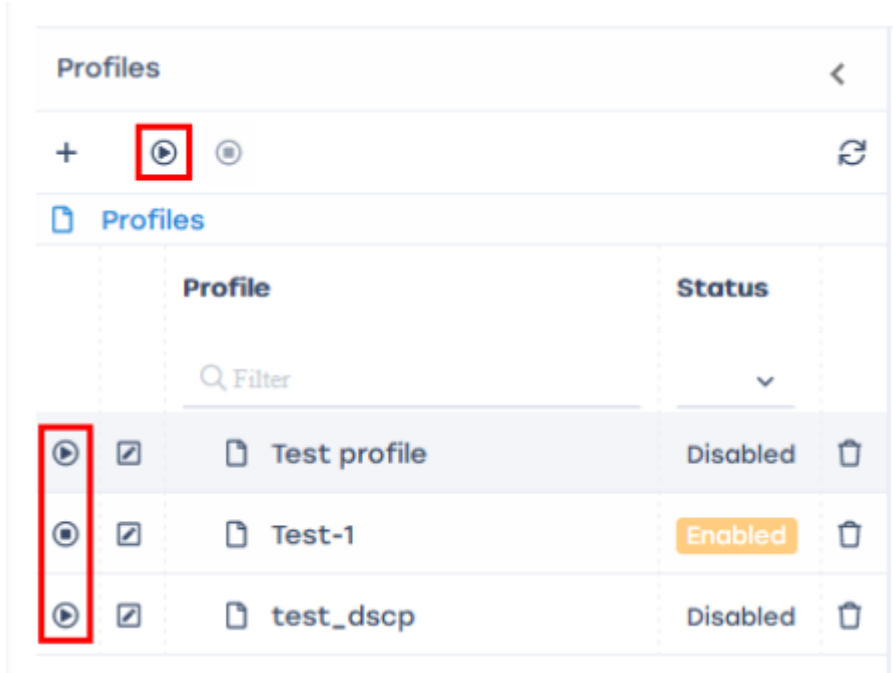 Profiles
Profiles
Profile Status
Filter
Test profile Disabled
Test-1 Enabled
test_dscp Disabled